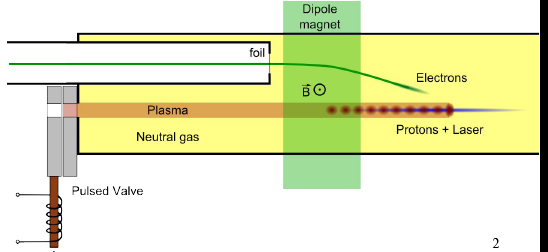 Dipole
magnet
foil
Electrons
B
Plasma
Protons + Laser
Neutral gas
Pulsed Valve
2